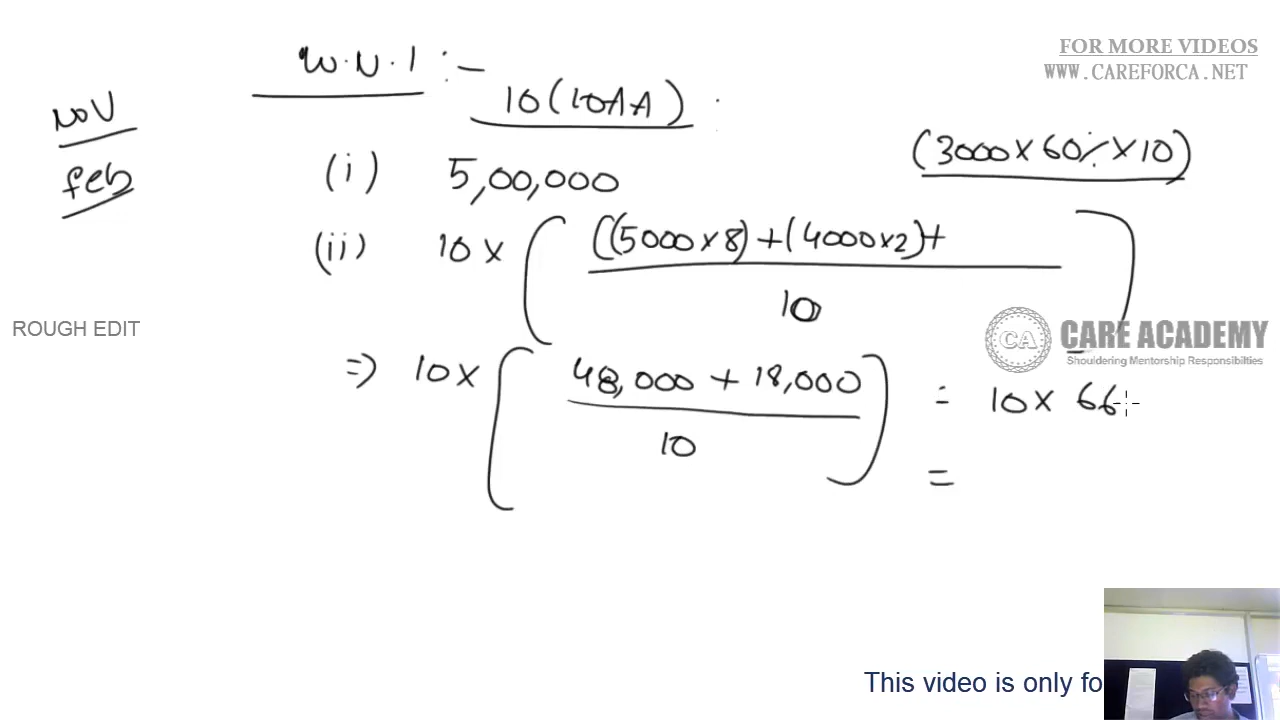 FOR MORE VIDEOS
WWW. CAREFORCA .NET
W.N.1 :-
10(10AA) :
NOV
Feb
(3000×60%×10)
(i) 5,00,000
(ii) 10× ( ((5000×8)+(4000×2)+
10 )
ROUGH EDIT
CA
CARE ACADEMY
Shouldering Mentorship Responsibilties
=> 10× [ 48,000 + 18,000
10 ]
= 10× 66
=
This video is only fo